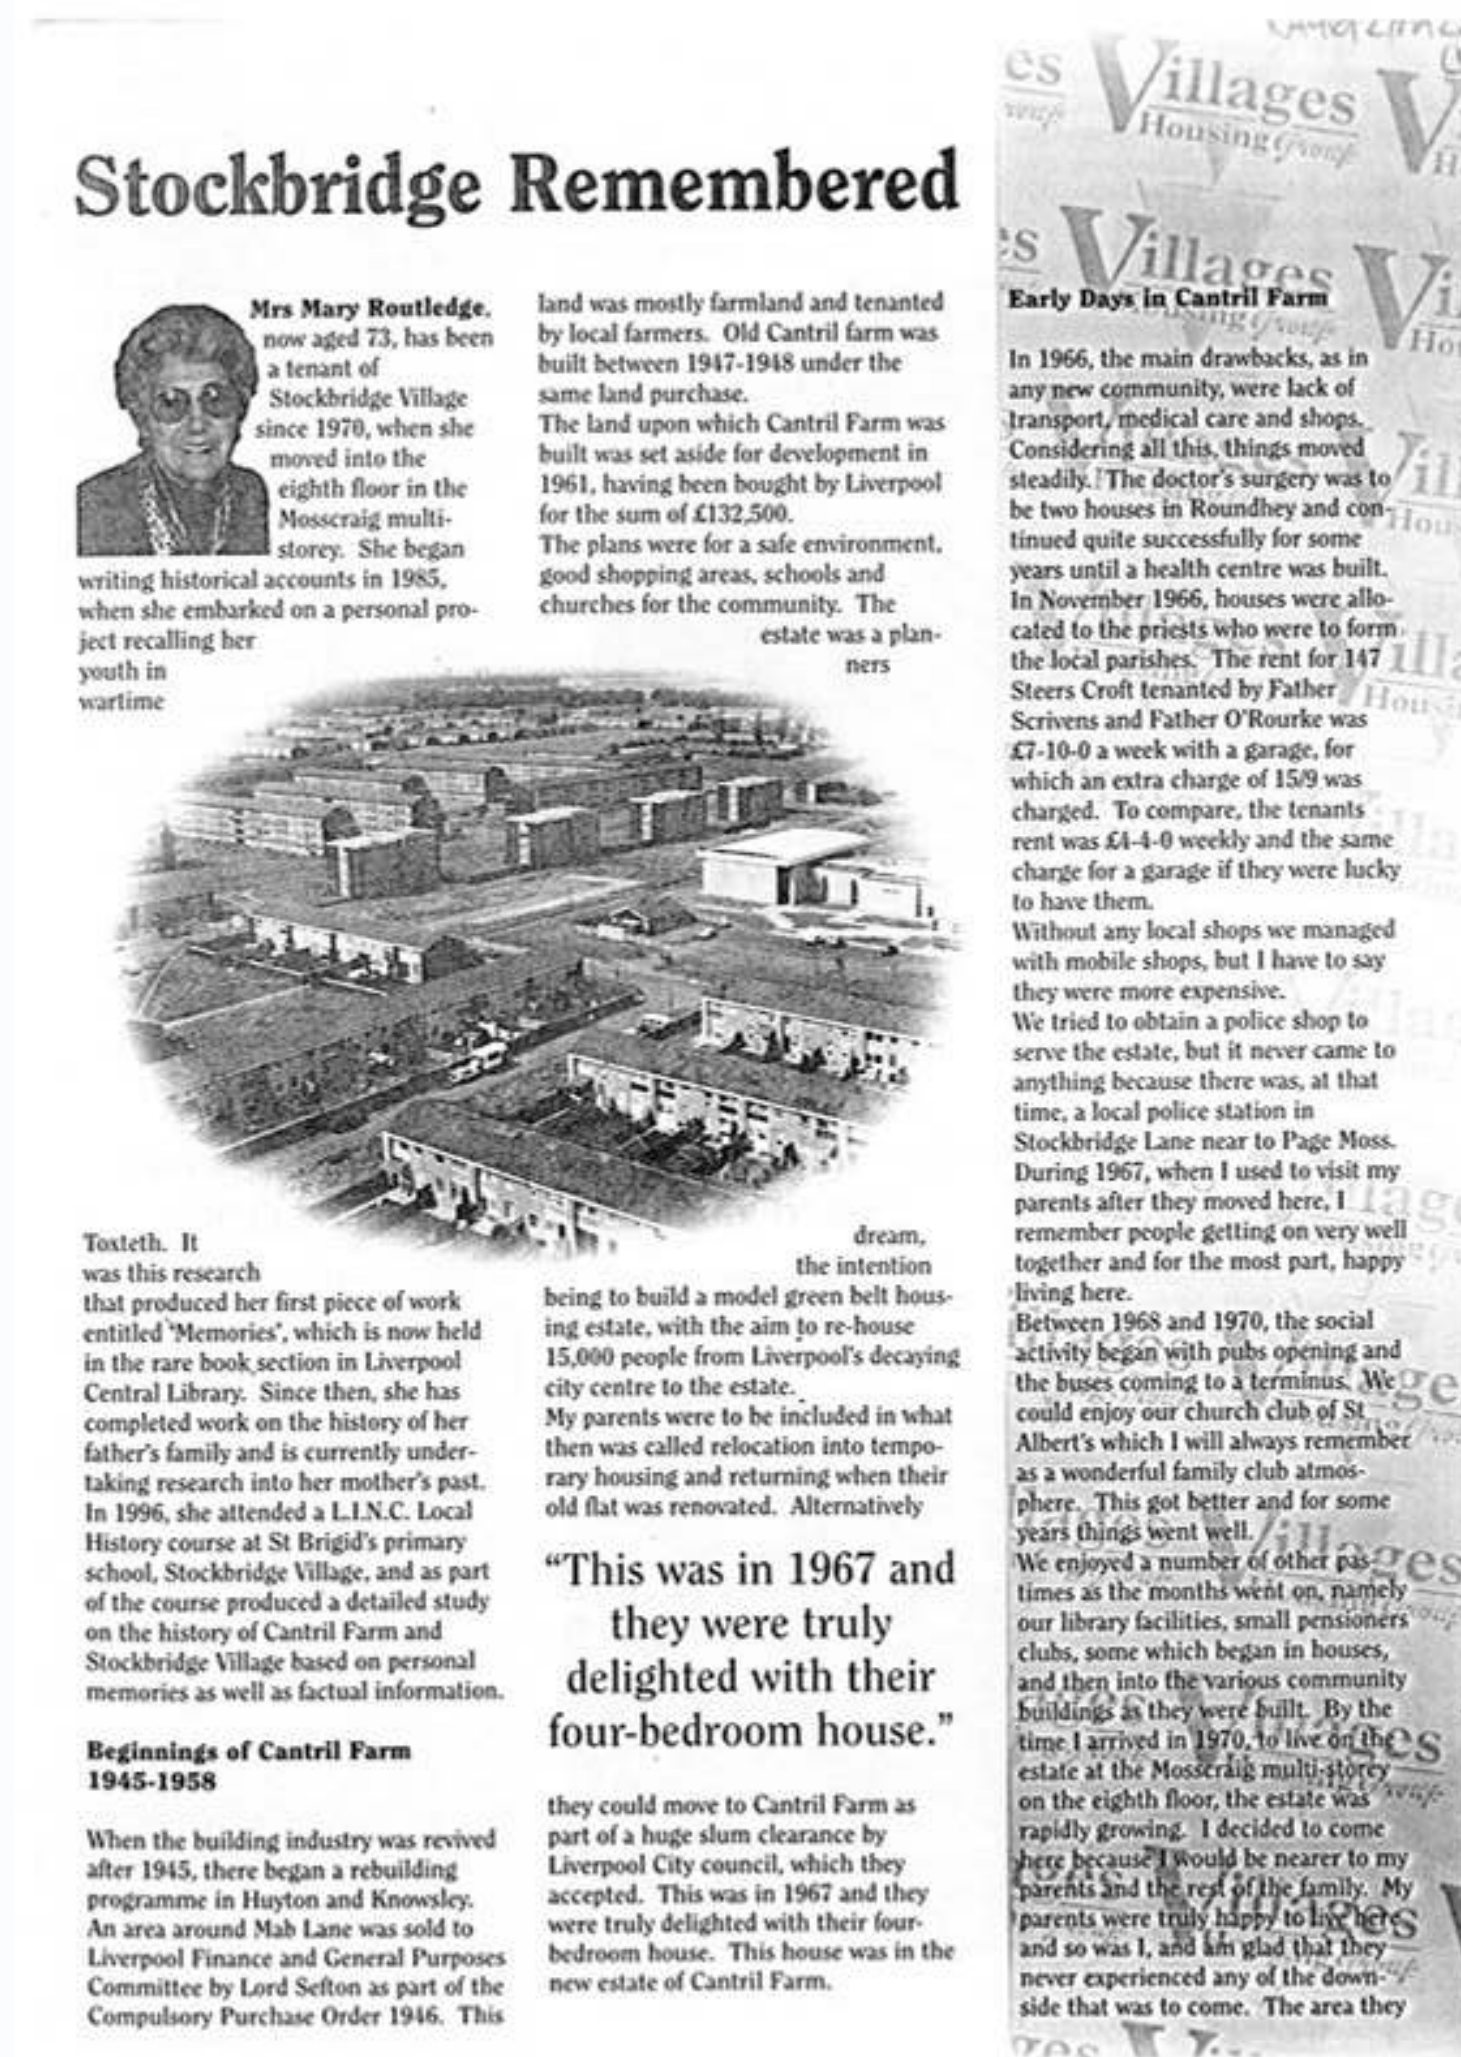 Stockbridge Remembered
Mrs Mary Routledge,
now aged 73, has been
a tenant of
Stockbridge Village
since 1970, when she
moved into the
eighth floor in the
Mosscraig multi-
storey. She began
writing historical accounts in 1985,
when she embarked on a personal pro-
ject recalling her
youth in
wartime
Toxteth. It
was this research
that produced her first piece of work
entitled 'Memories', which is now held
in the rare book section in Liverpool
Central Library. Since then, she has
completed work on the history of her
father's family and is currently under-
taking research into her mother's past.
In 1996, she attended a L.I.N.C. Local
History course at St Brigid's primary
school, Stockbridge Village, and as part
of the course produced a detailed study
on the history of Cantril Farm and
Stockbridge Village based on personal
memories as well as factual information.
Beginnings of Cantril Farm
1945-1958
When the building industry was revived
after 1945, there began a rebuilding
programme in Huyton and Knowsley.
An area around Mab Lane was sold to
Liverpool Finance and General Purposes
Committee by Lord Sefton as part of the
Compulsory Purchase Order 1946. This
land was mostly farmland and tenanted
by local farmers. Old Cantril farm was
built between 1947-1948 under the
same land purchase.
The land upon which Cantril Farm was
built was set aside for development in
1961, having been bought by Liverpool
for the sum of £132,500.
The plans were for a safe environment,
good shopping areas, schools and
churches for the community. The
estate was a plan-
ners
dream,
the intention
being to build a model green belt hous-
ing estate, with the aim to re-house
15,000 people from Liverpool's decaying
city centre to the estate.
My parents were to be included in what
then was called relocation into tempo-
rary housing and returning when their
old flat was renovated. Alternatively
"This was in 1967 and
they were truly
delighted with their
four-bedroom house."
they could move to Cantril Farm as
part of a huge slum clearance by
Liverpool City council, which they
accepted. This was in 1967 and they
were truly delighted with their four-
bedroom house. This house was in the
new estate of Cantril Farm.
Villages
Housing Group
Villages
Early Days in Cantril Farm
In 1966, the main drawbacks, as in
any new community, were lack of
transport, medical care and shops.
Considering all this, things moved
steadily. The doctor's surgery was to
be two houses in Roundhey and con-
tinued quite successfully for some
years until a health centre was built.
In November 1966, houses were allo-
cated to the priests who were to form
the local parishes. The rent for 147
Steers Croft tenanted by Father
Scrivens and Father O'Rourke was
£7-10-0 a week with a garage, for
which an extra charge of 15/9 was
charged. To compare, the tenants
rent was £4-4-0 weekly and the same
charge for a garage if they were lucky
to have them.
Without any local shops we managed
with mobile shops, but I have to say
they were more expensive.
We tried to obtain a police shop to
serve the estate, but it never came to
anything because there was, at that
time, a local police station in
Stockbridge Lane near to Page Moss.
During 1967, when I used to visit my
parents after they moved here, I
remember people getting on very well
together and for the most part, happy
living here.
Between 1968 and 1970, the social
activity began with pubs opening and
the buses coming to a terminus. We
could enjoy our church club of St
Albert's which I will always remember
as a wonderful family club atmos-
phere. This got better and for some
years things went well.
We enjoyed a number of other pas-
times as the months went on, namely
our library facilities, small pensioners
clubs, some which began in houses,
and then into the various community
buildings as they were built. By the
time I arrived in 1970, to live on the
estate at the Mosscraig multi-storey
on the eighth floor, the estate was
rapidly growing. I decided to come
here because I would be nearer to my
parents and the rest of the family. My
parents were truly happy to live here
and so was I, and am glad that they
never experienced any of the down-
side that was to come. The area they